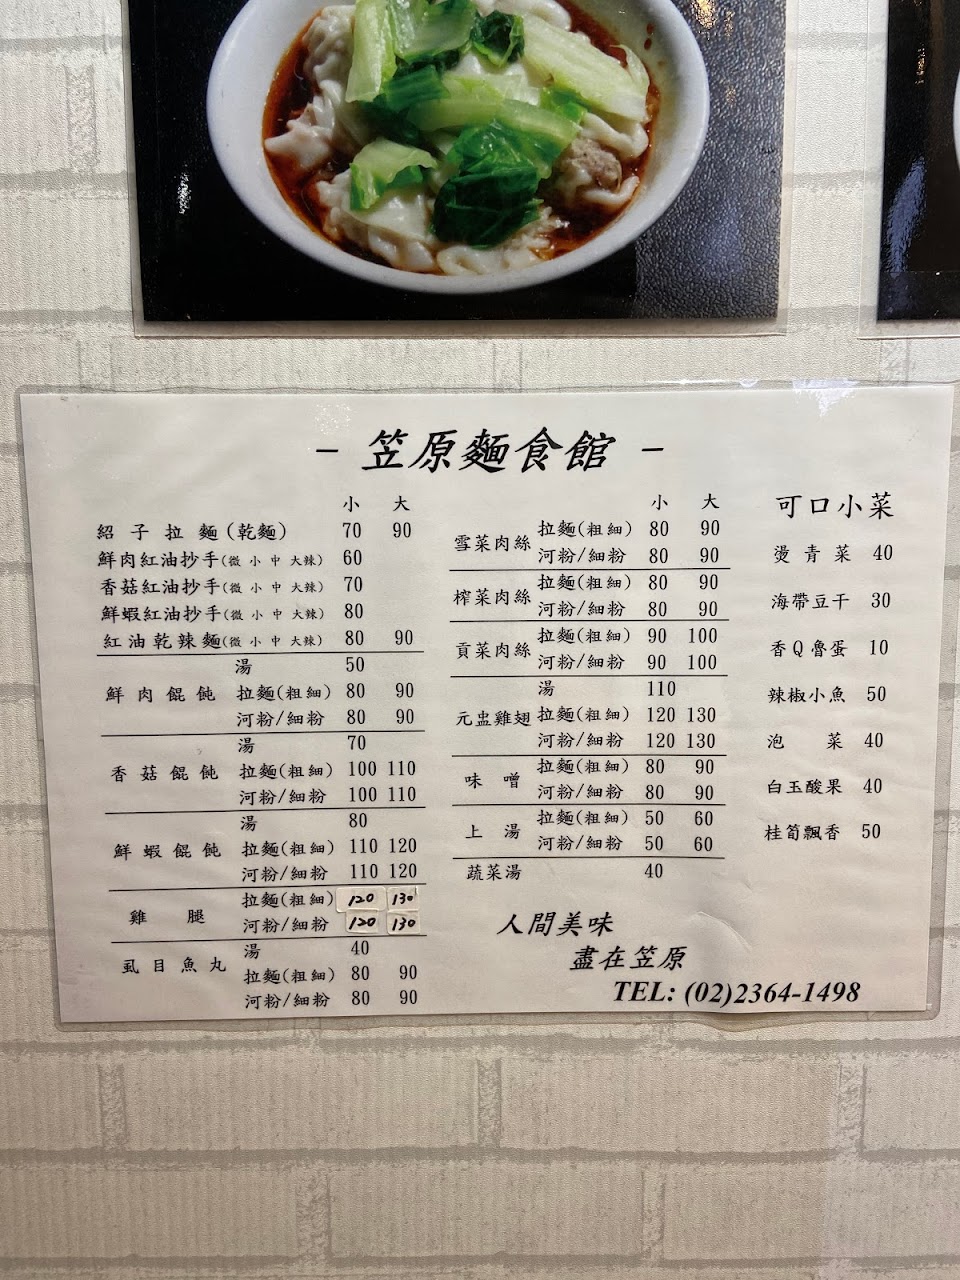 - 笠原麵食館 -
小 大
紹子拉麵(乾麵) 70 90
鮮肉紅油抄手(微小中大辣) 60
香菇紅油抄手(微小中大辣) 70
鮮蝦紅油抄手(微小中大辣) 80
紅油乾辣麵(微小中大辣) 80 90
鮮肉餛飩
湯 50
拉麵(粗細) 80 90
河粉/細粉 80 90
香菇餛飩
湯 70
拉麵(粗細) 100 110
河粉/細粉 100 110
鮮蝦餛飩
湯 80
拉麵(粗細) 110 120
河粉/細粉 110 120
雞腿
拉麵(粗細) 120 130
河粉/細粉 120 130
虱目魚丸
湯 40
拉麵(粗細) 80 90
河粉/細粉 80 90
小 大
雪菜肉絲
拉麵(粗細) 80 90
河粉/細粉 80 90
榨菜肉絲
拉麵(粗細) 80 90
河粉/細粉 80 90
貢菜肉絲
拉麵(粗細) 90 100
河粉/細粉 90 100
元盅雞翅
湯 110
拉麵(粗細) 120 130
河粉/細粉 120 130
味噌
拉麵(粗細) 80 90
河粉/細粉 80 90
上湯
拉麵(粗細) 50 60
河粉/細粉 50 60
蔬菜湯 40
可口小菜
燙青菜 40
海帶豆干 30
香Q魯蛋 10
辣椒小魚 50
泡菜 40
白玉酸果 40
桂筍飄香 50
人間美味
盡在笠原
TEL: (02)2364-1498